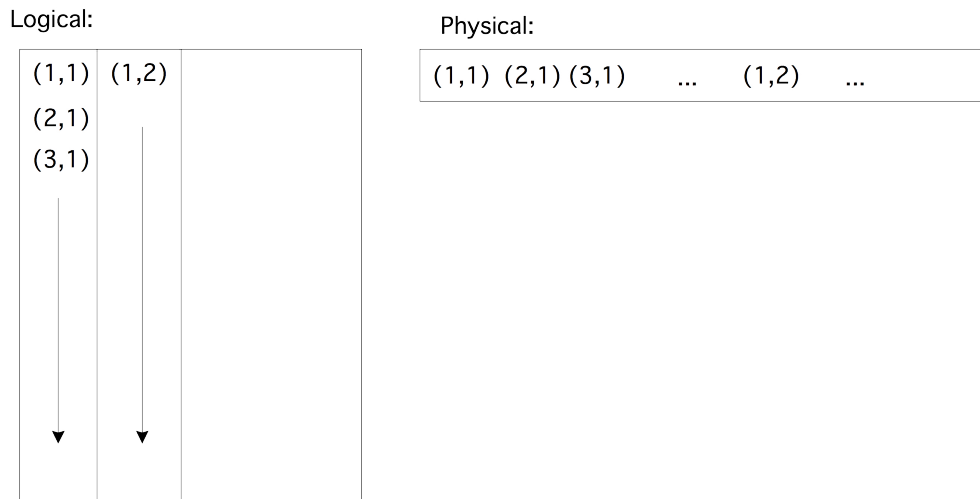 Logical:
(1,1) (1,2)
(2,1)
(3,1)
Physical:
(1,1) (2,1) (3,1) ... (1,2) ...